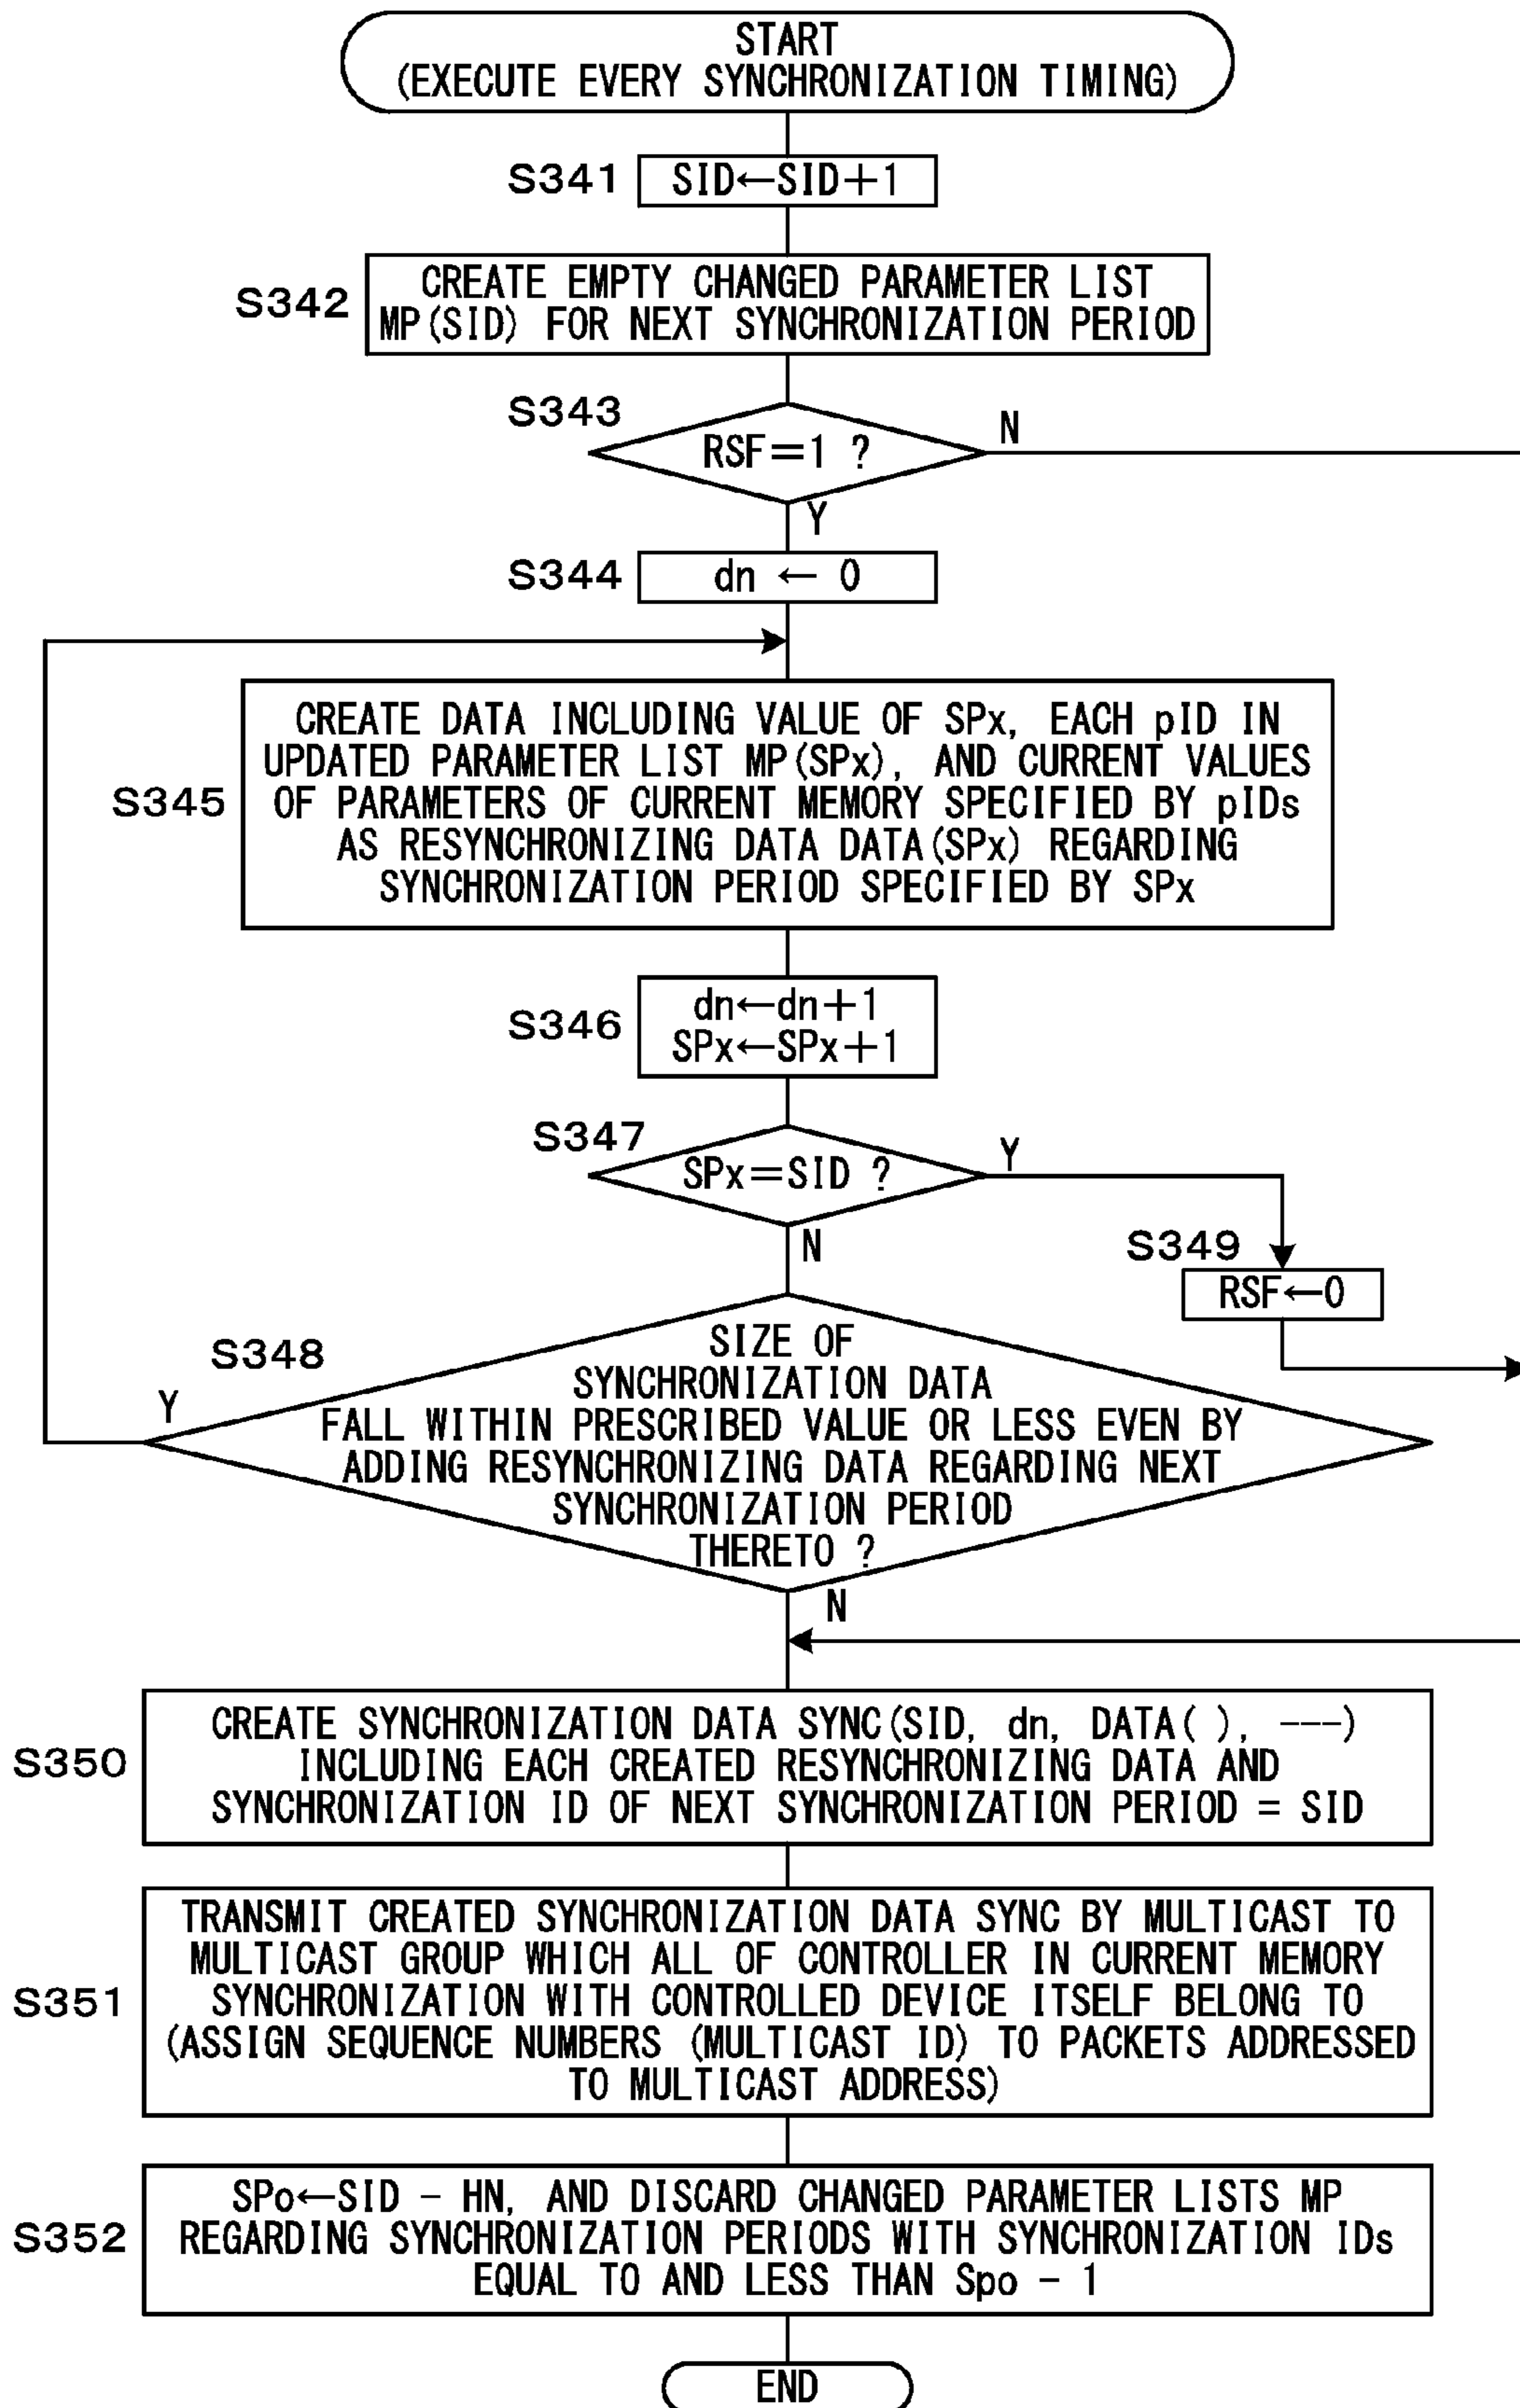 START
(EXECUTE EVERY SYNCHRONIZATION TIMING)
S341
SID←SID+1
S342
CREATE EMPTY CHANGED PARAMETER LIST
MP(SID) FOR NEXT SYNCHRONIZATION PERIOD
S343
RSF=1 ?
N
Y
S344
dn ← 0
S345
CREATE DATA INCLUDING VALUE OF SPx, EACH pID IN
UPDATED PARAMETER LIST MP(SPx), AND CURRENT VALUES
OF PARAMETERS OF CURRENT MEMORY SPECIFIED BY pIDs
AS RESYNCHRONIZING DATA DATA(SPx) REGARDING
SYNCHRONIZATION PERIOD SPECIFIED BY SPx
S346
dn←dn+1
SPx←SPx+1
S347
SPx=SID ?
Y
N
S349
RSF←0
S348
Y
SIZE OF
SYNCHRONIZATION DATA
FALL WITHIN PRESCRIBED VALUE OR LESS EVEN BY
ADDING RESYNCHRONIZING DATA REGARDING NEXT
SYNCHRONIZATION PERIOD
THERETO ?
N
S350
CREATE SYNCHRONIZATION DATA SYNC(SID, dn, DATA( ), ---)
INCLUDING EACH CREATED RESYNCHRONIZING DATA AND
SYNCHRONIZATION ID OF NEXT SYNCHRONIZATION PERIOD = SID
S351
TRANSMIT CREATED SYNCHRONIZATION DATA SYNC BY MULTICAST TO
MULTICAST GROUP WHICH ALL OF CONTROLLER IN CURRENT MEMORY
SYNCHRONIZATION WITH CONTROLLED DEVICE ITSELF BELONG TO
(ASSIGN SEQUENCE NUMBERS (MULTICAST ID) TO PACKETS ADDRESSED
TO MULTICAST ADDRESS)
S352
SPo←SID - HN, AND DISCARD CHANGED PARAMETER LISTS MP
REGARDING SYNCHRONIZATION PERIODS WITH SYNCHRONIZATION IDs
EQUAL TO AND LESS THAN Spo - 1
END